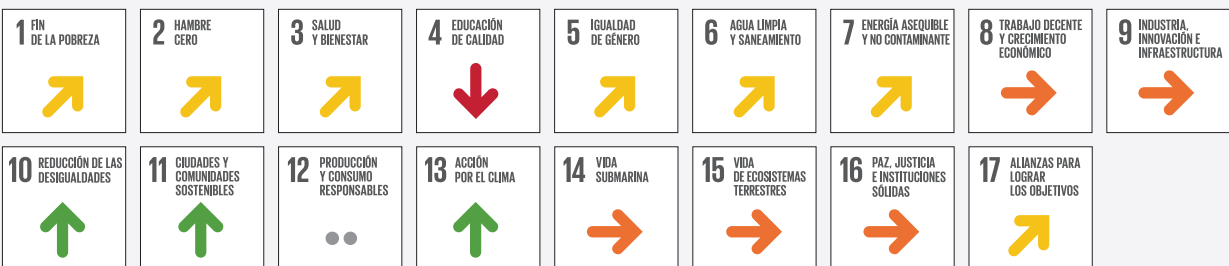 1 FIN
DE LA POBREZA
2 HAMBRE
CERO
3 SALUD
Y BIENESTAR
4 EDUCACIÓN
DE CALIDAD
5 IGUALDAD
DE GÉNERO
6 AGUA LIMPIA
Y SANEAMIENTO
7 ENERGÍA ASEQUIBLE
Y NO CONTAMINANTE
8 TRABAJO DECENTE
Y CRECIMIENTO
ECONÓMICO
9 INDUSTRIA,
INNOVACIÓN E
INFRAESTRUCTURA
10 REDUCCIÓN DE LAS
DESIGUALDADES
11 CIUDADES Y
COMUNIDADES
SOSTENIBLES
12 PRODUCCIÓN
Y CONSUMO
RESPONSABLES
13 ACCIÓN
POR EL CLIMA
14 VIDA
SUBMARINA
15 VIDA
DE ECOSISTEMAS
TERRESTRES
16 PAZ, JUSTICIA
E INSTITUCIONES
SÓLIDAS
17 ALIANZAS PARA
LOGRAR
LOS OBJETIVOS